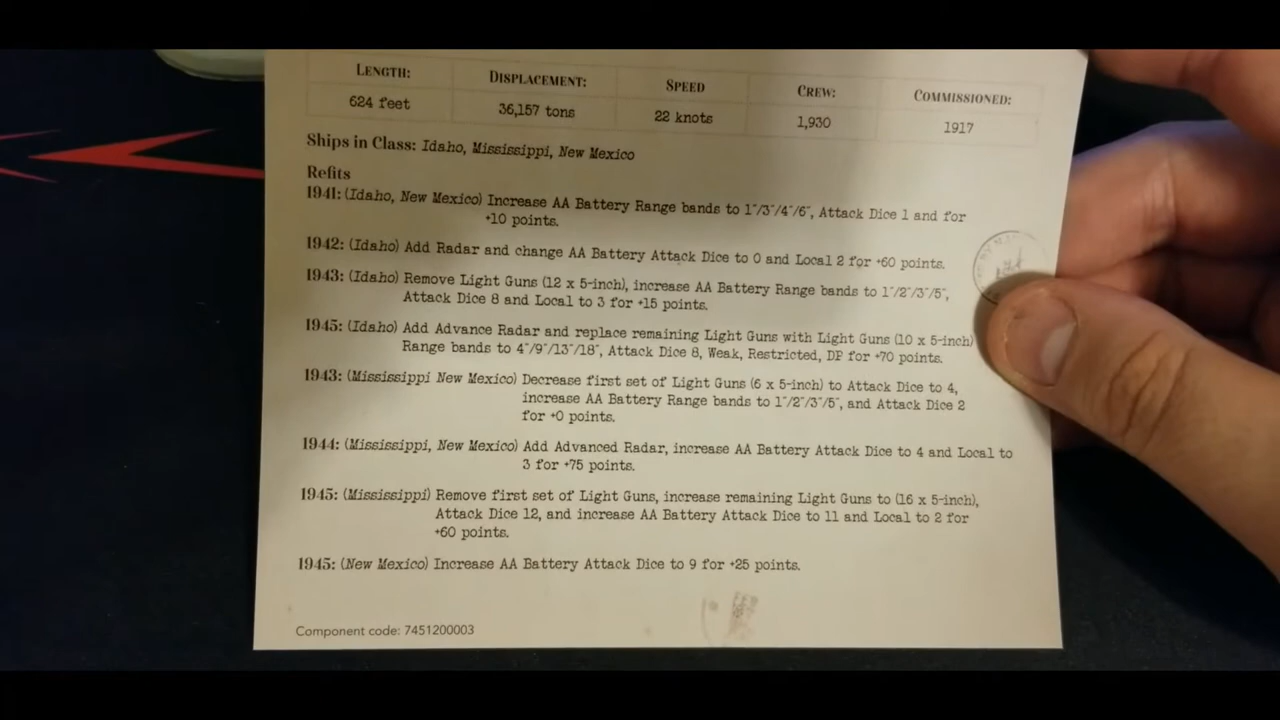 LENGTH: DISPLACEMENT: SPEED CREW: COMMISSIONED:
624 feet 36,157 tons 22 knots 1,930 1917
Ships in Class: Idaho, Mississippi, New Mexico
Refits
1941: (Idaho, New Mexico) Increase AA Battery Range bands to 1"/3"/4"/6", Attack Dice 1 and for
+10 points.
1942: (Idaho) Add Radar and change AA Battery Attack Dice to 0 and Local 2 for +60 points.
1943: (Idaho) Remove Light Guns (12 x 5-inch), increase AA Battery Range bands to 1"/2"/3"/5",
Attack Dice 8 and Local to 3 for +15 points.
1945: (Idaho) Add Advance Radar and replace remaining Light Guns with Light Guns (10 x 5-inch)
Range bands to 4"/9"/13"/18", Attack Dice 8, Weak, Restricted, DP for +70 points.
1943: (Mississippi New Mexico) Decrease first set of Light Guns (6 x 5-inch) to Attack Dice to 4,
increase AA Battery Range bands to 1"/2"/3"/5", and Attack Dice 2
for +0 points.
1944: (Mississippi, New Mexico) Add Advanced Radar, increase AA Battery Attack Dice to 4 and Local to
3 for +75 points.
1945: (Mississippi) Remove first set of Light Guns, increase remaining Light Guns to (16 x 5-inch),
Attack Dice 12, and increase AA Battery Attack Dice to 11 and Local to 2 for
+60 points.
1945: (New Mexico) Increase AA Battery Attack Dice to 9 for +25 points.
Component code: 7451200003